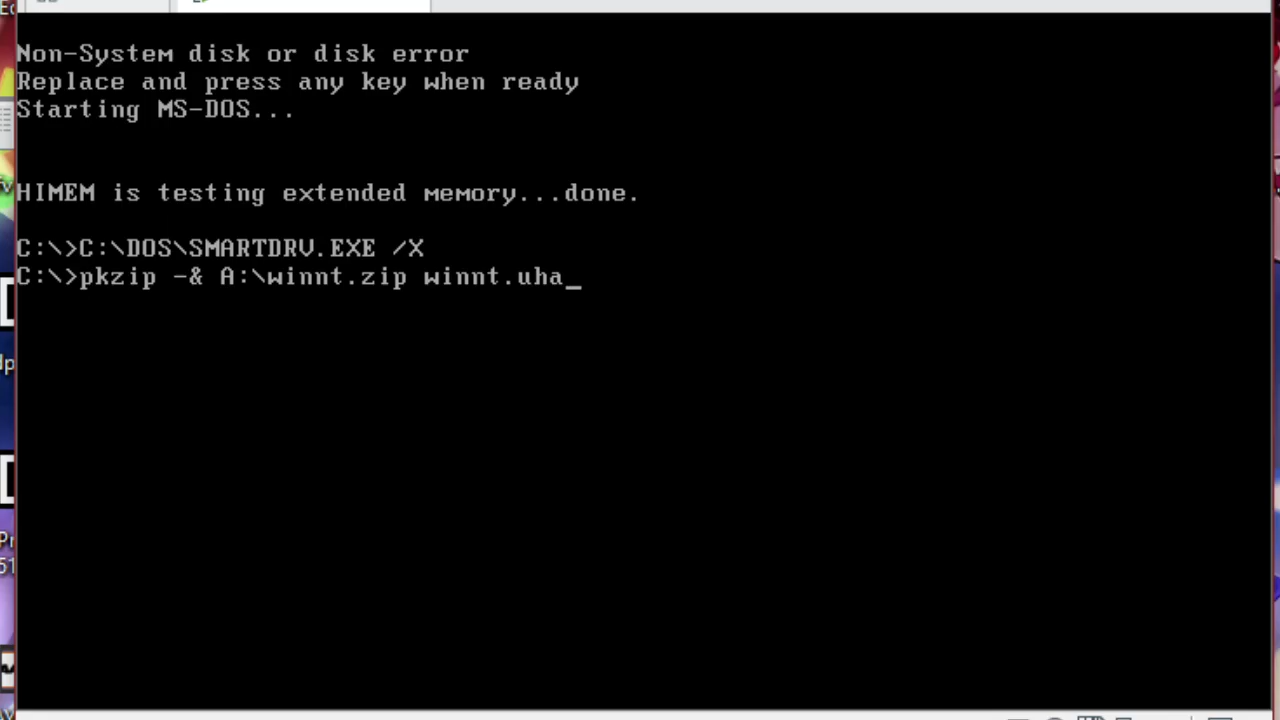 Non-System disk or disk error
Replace and press any key when ready
Starting MS-DOS...
HIMEM is testing extended memory...done.
C:\>C:\DOS\SMARTDRV.EXE /X
C:\>pkzip -& A:\winnt.zip winnt.uha_